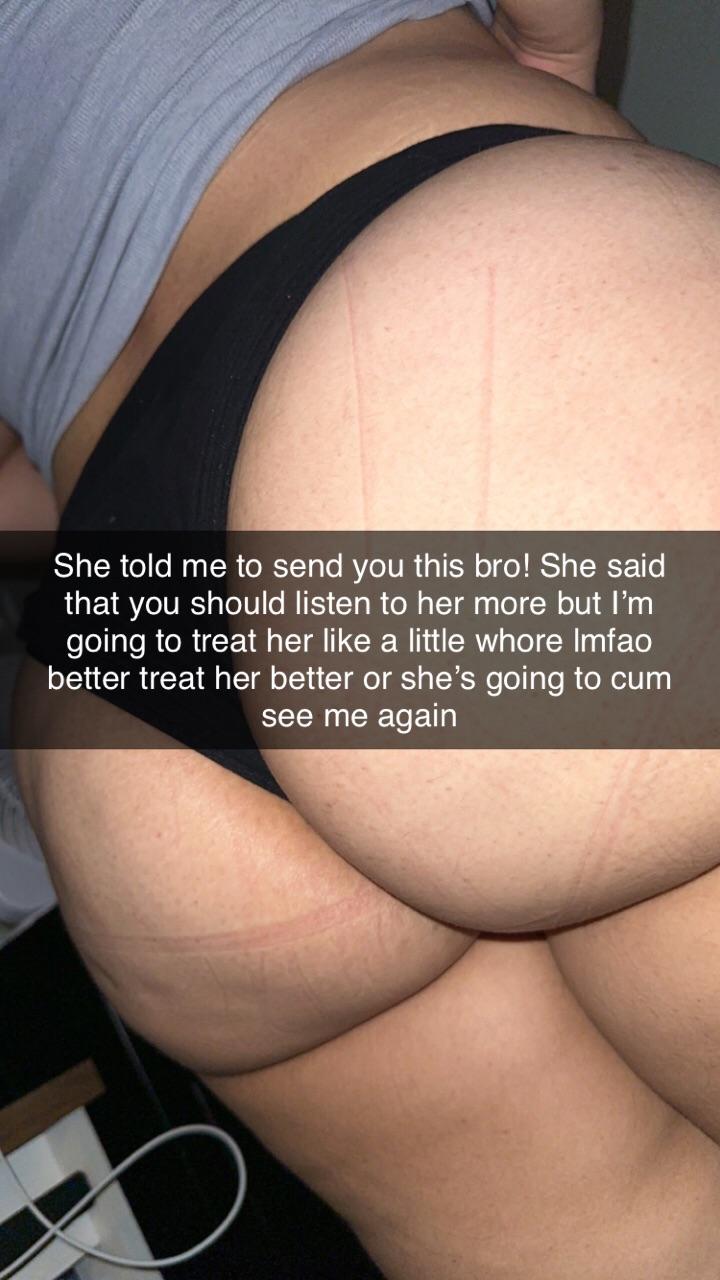 She told me to send you this bro! She said
that you should listen to her more but I’m
going to treat her like a little whore lmfao
better treat her better or she’s going to cum
see me again